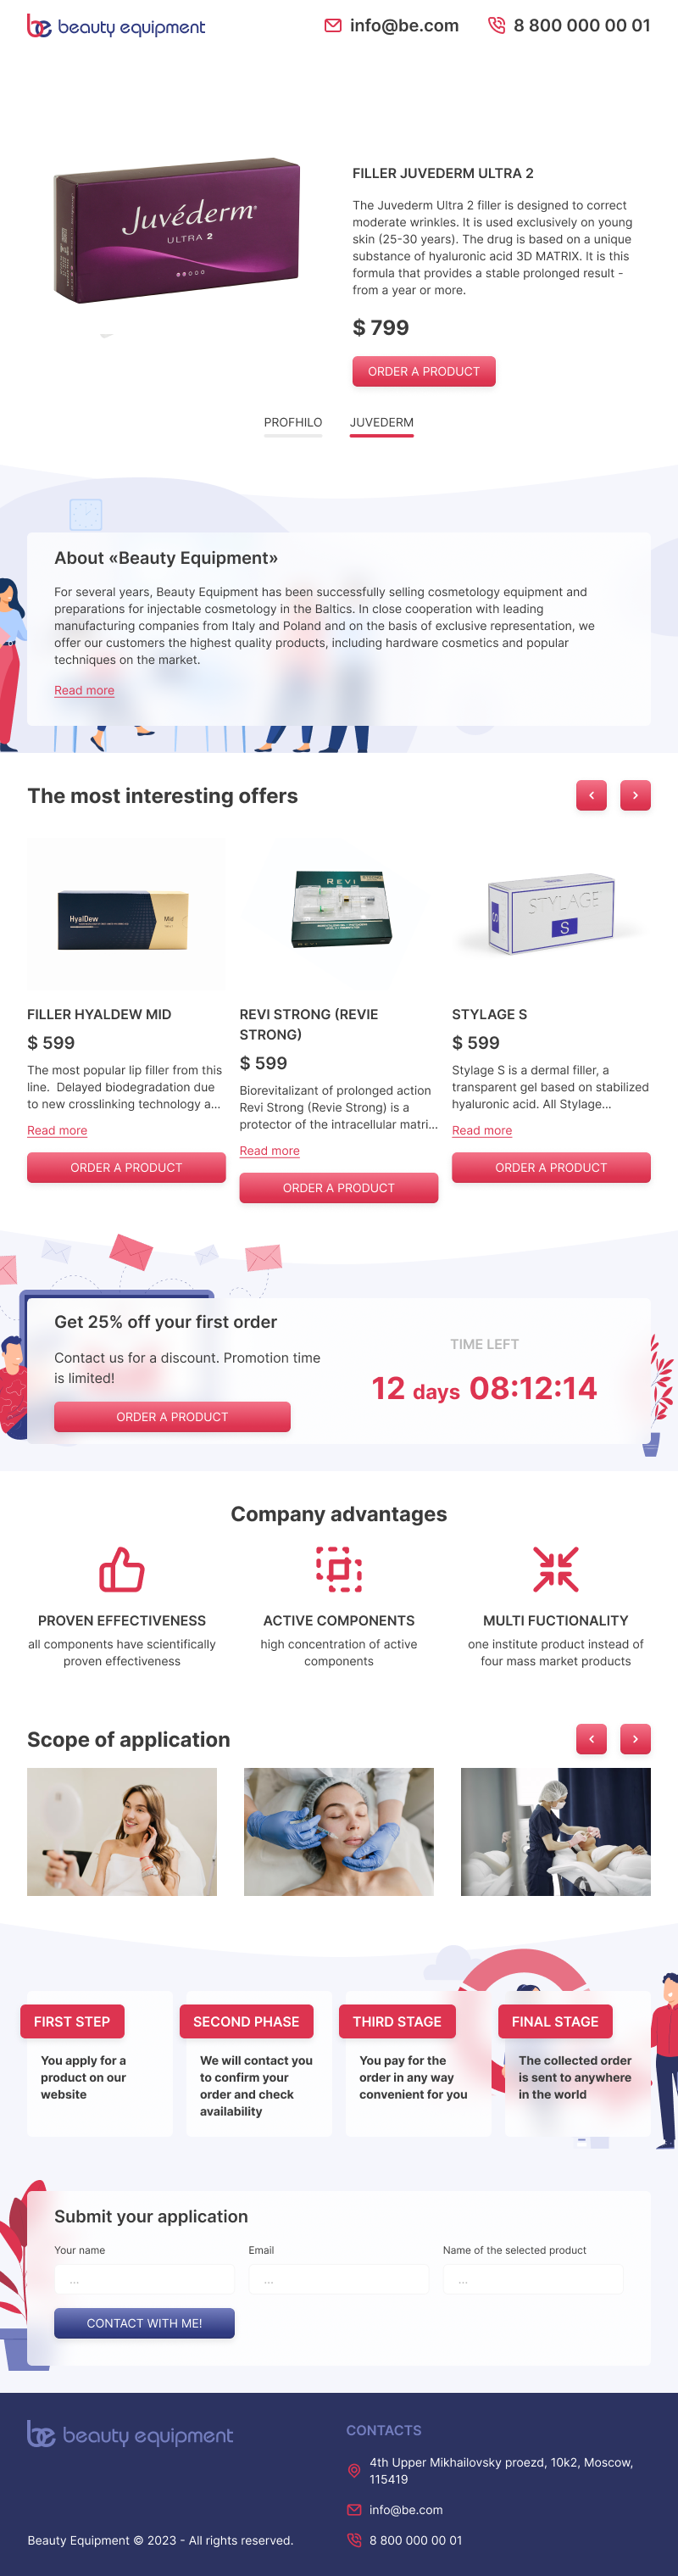 be beauty equipment
info@be.com
8 800 000 00 01
Juvéderm®
ULTRA 2
FILLER JUVEDERM ULTRA 2
The Juvederm Ultra 2 filler is designed to correct
moderate wrinkles. It is used exclusively on young
skin (25-30 years). The drug is based on a unique
substance of hyaluronic acid 3D MATRIX. It is this
formula that provides a stable prolonged result -
from a year or more.
$ 799
ORDER A PRODUCT
PROFHILO
JUVEDERM
About «Beauty Equipment»
For several years, Beauty Equipment has been successfully selling cosmetology equipment and
preparations for injectable cosmetology in the Baltics. In close cooperation with leading
manufacturing companies from Italy and Poland and on the basis of exclusive representation, we
offer our customers the highest quality products, including hardware cosmetics and popular
techniques on the market.
Read more
The most interesting offers
HyalDew
Mid
REVI
STYLAGE
S
S
FILLER HYALDEW MID
$ 599
The most popular lip filler from this
line. Delayed biodegradation due
to new crosslinking technology a...
Read more
ORDER A PRODUCT
REVI STRONG (REVIE
STRONG)
$ 599
Biorevitalizant of prolonged action
Revi Strong (Revie Strong) is a
protector of the intracellular matri...
Read more
ORDER A PRODUCT
STYLAGE S
$ 599
Stylage S is a dermal filler, a
transparent gel based on stabilized
hyaluronic acid. All Stylage...
Read more
ORDER A PRODUCT
Get 25% off your first order
Contact us for a discount. Promotion time
is limited!
ORDER A PRODUCT
TIME LEFT
12 days 08:12:14
Company advantages
PROVEN EFFECTIVENESS
all components have scientifically
proven effectiveness
ACTIVE COMPONENTS
high concentration of active
components
MULTI FUCTIONALITY
one institute product instead of
four mass market products
Scope of application
FIRST STEP
You apply for a
product on our
website
SECOND PHASE
We will contact you
to confirm your
order and check
availability
THIRD STAGE
You pay for the
order in any way
convenient for you
FINAL STAGE
The collected order
is sent to anywhere
in the world
Submit your application
Your name
...
Email
...
Name of the selected product
...
CONTACT WITH ME!
be beauty equipment
Beauty Equipment © 2023 - All rights reserved.
CONTACTS
4th Upper Mikhailovsky proezd, 10k2, Moscow,
115419
info@be.com
8 800 000 00 01